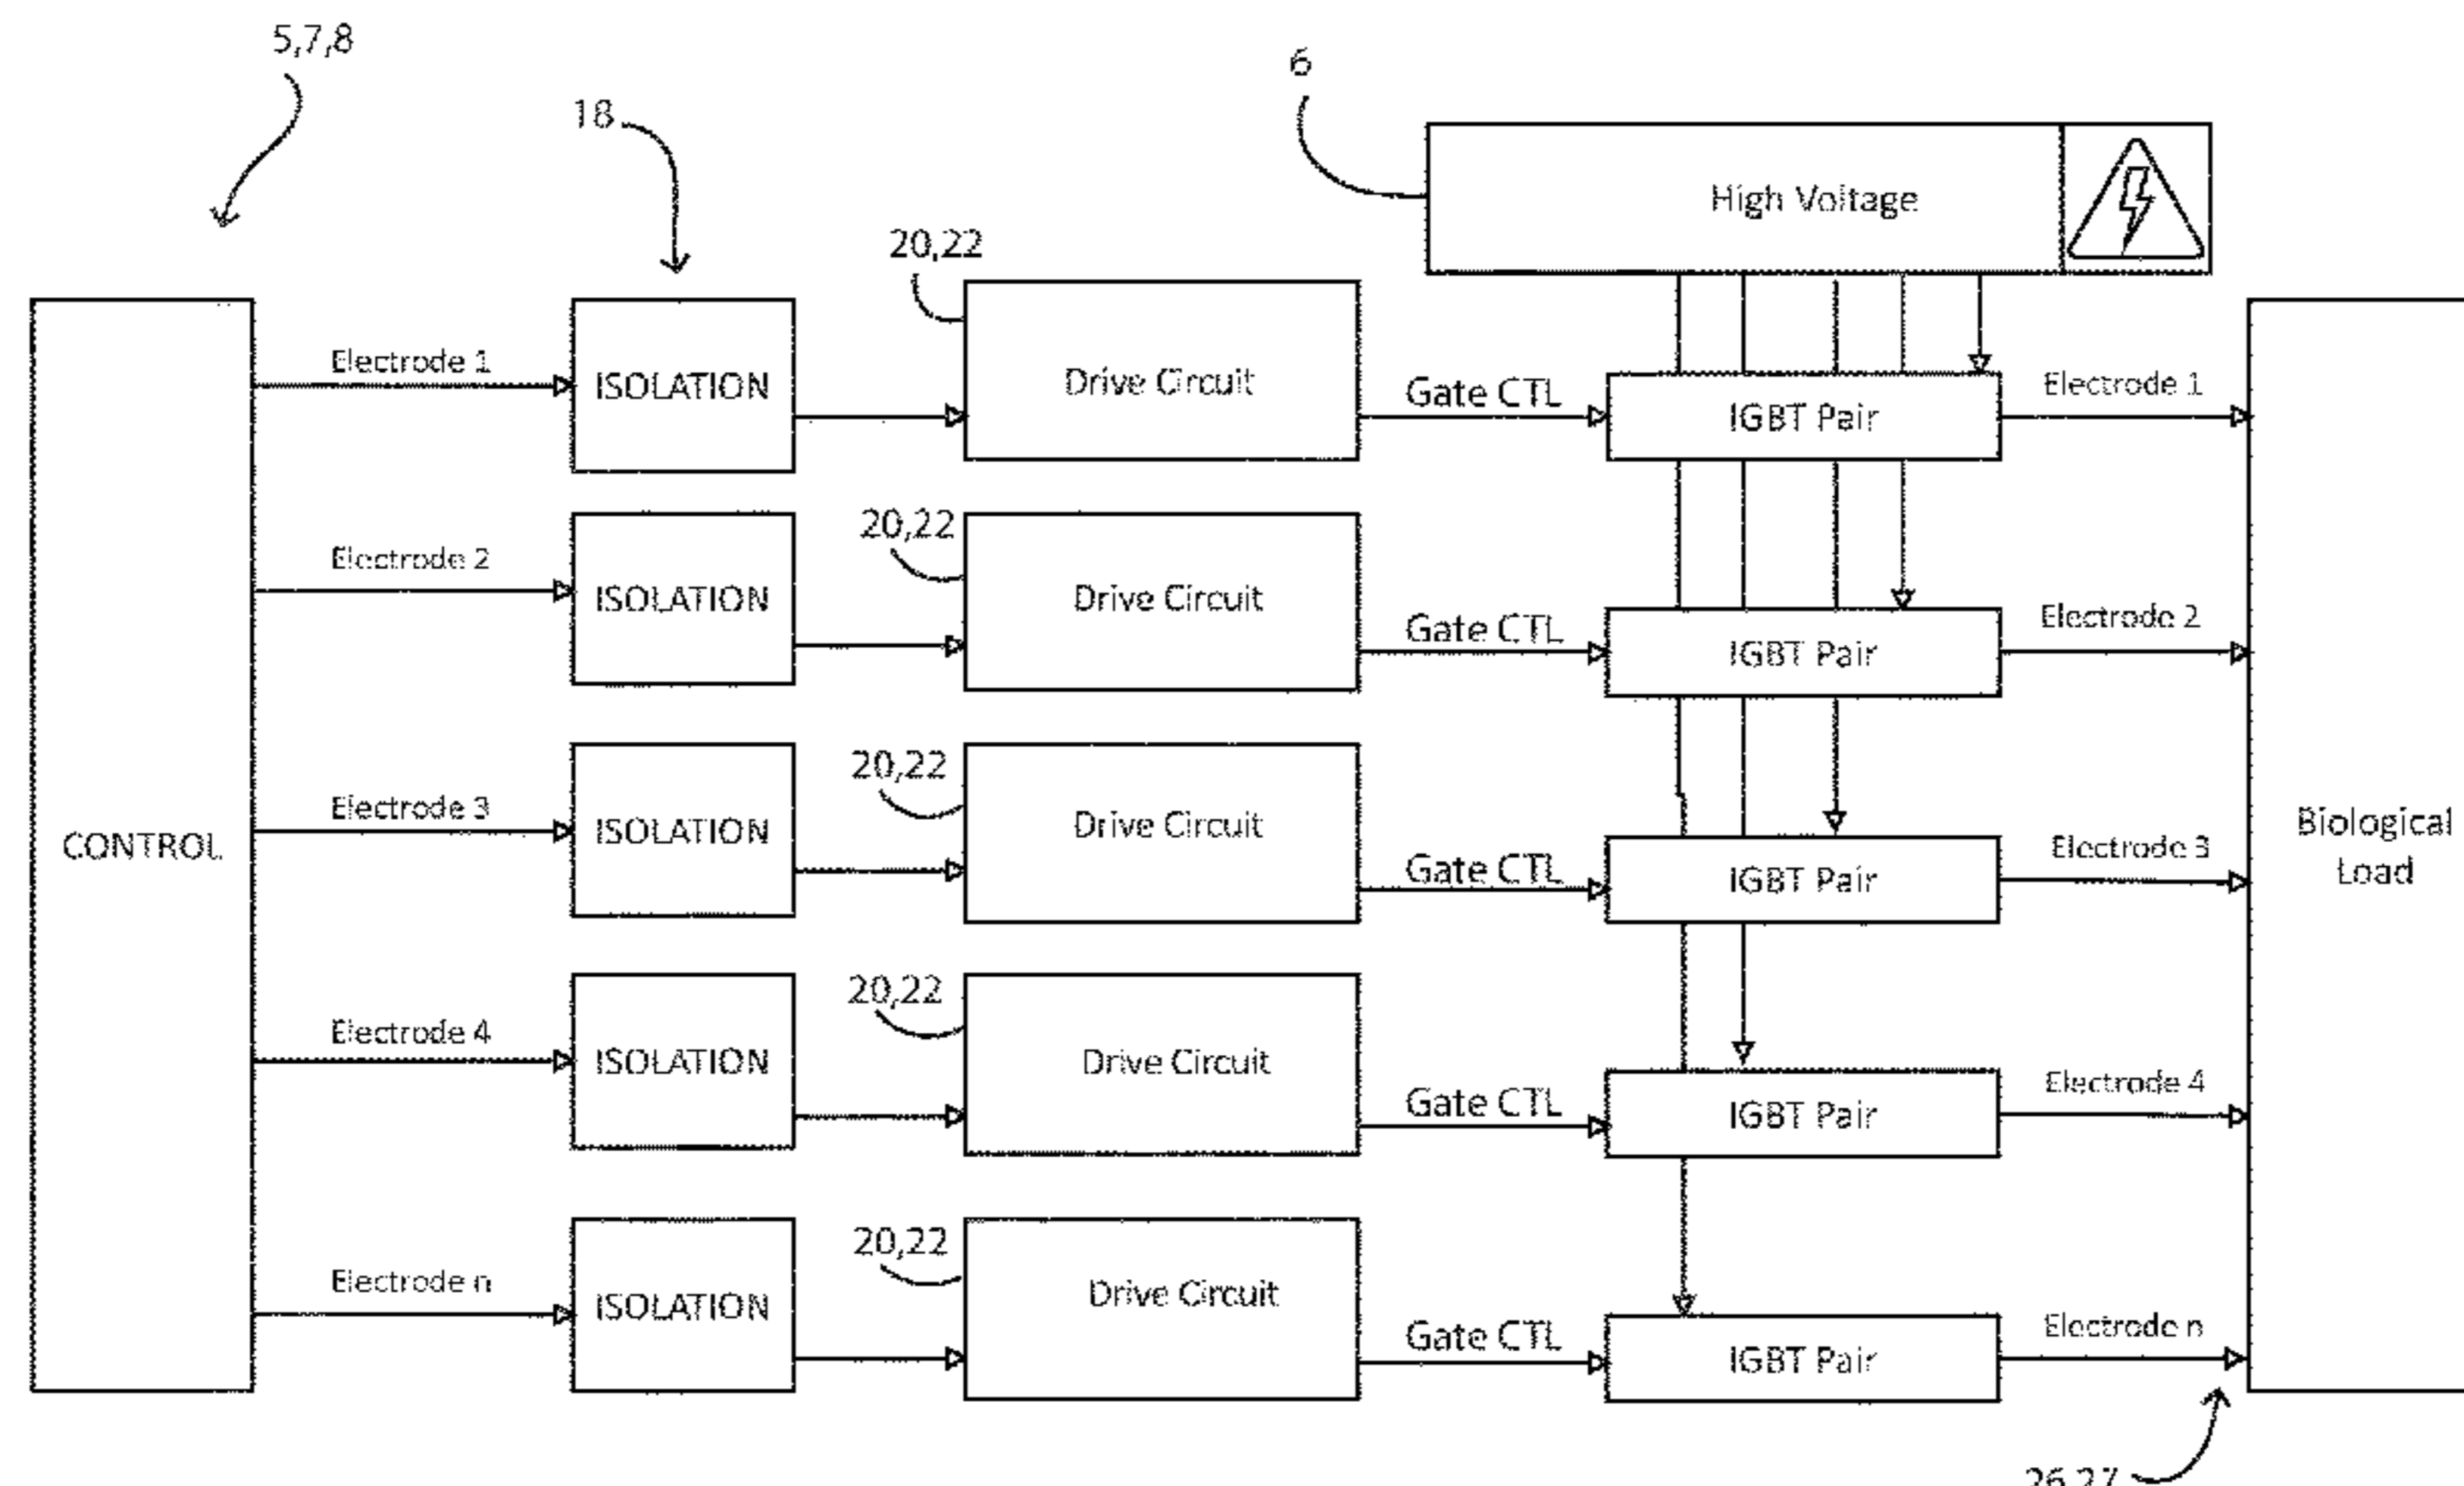 5,7,8
18
6
High Voltage
20,22
Electrode 1
ISOLATION
Drive Circuit
Gate CTL
IGBT Pair
Electrode 1
20,22
Electrode 2
ISOLATION
Drive Circuit
Gate CTL
IGBT Pair
Electrode 2
20,22
CONTROL
Electrode 3
ISOLATION
Drive Circuit
Gate CTL
IGBT Pair
Electrode 3
Biological
Load
20,22
Electrode 4
ISOLATION
Drive Circuit
Gate CTL
IGBT Pair
Electrode 4
20,22
Electrode n
ISOLATION
Drive Circuit
Gate CTL
IGBT Pair
Electrode n
26,27